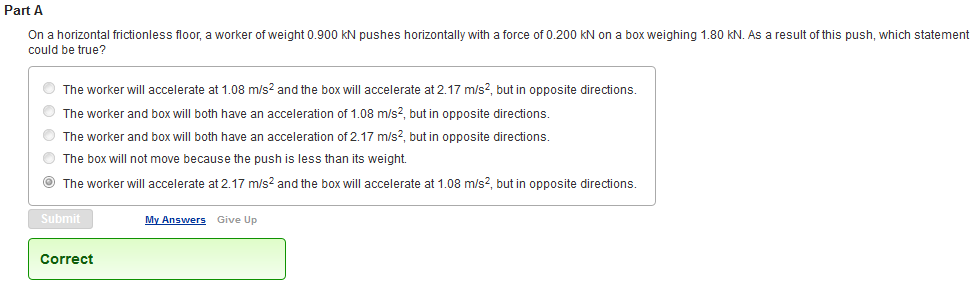 Part A
On a horizontal frictionless floor, a worker of weight 0.900 kN pushes horizontally with a force of 0.200 kN on a box weighing 1.80 kN. As a result of this push, which statement
could be true?
The worker will accelerate at 1.08 m/s² and the box will accelerate at 2.17 m/s², but in opposite directions.
The worker and box will both have an acceleration of 1.08 m/s², but in opposite directions.
The worker and box will both have an acceleration of 2.17 m/s², but in opposite directions.
The box will not move because the push is less than its weight.
The worker will accelerate at 2.17 m/s² and the box will accelerate at 1.08 m/s², but in opposite directions.
Submit My Answers Give Up
Correct